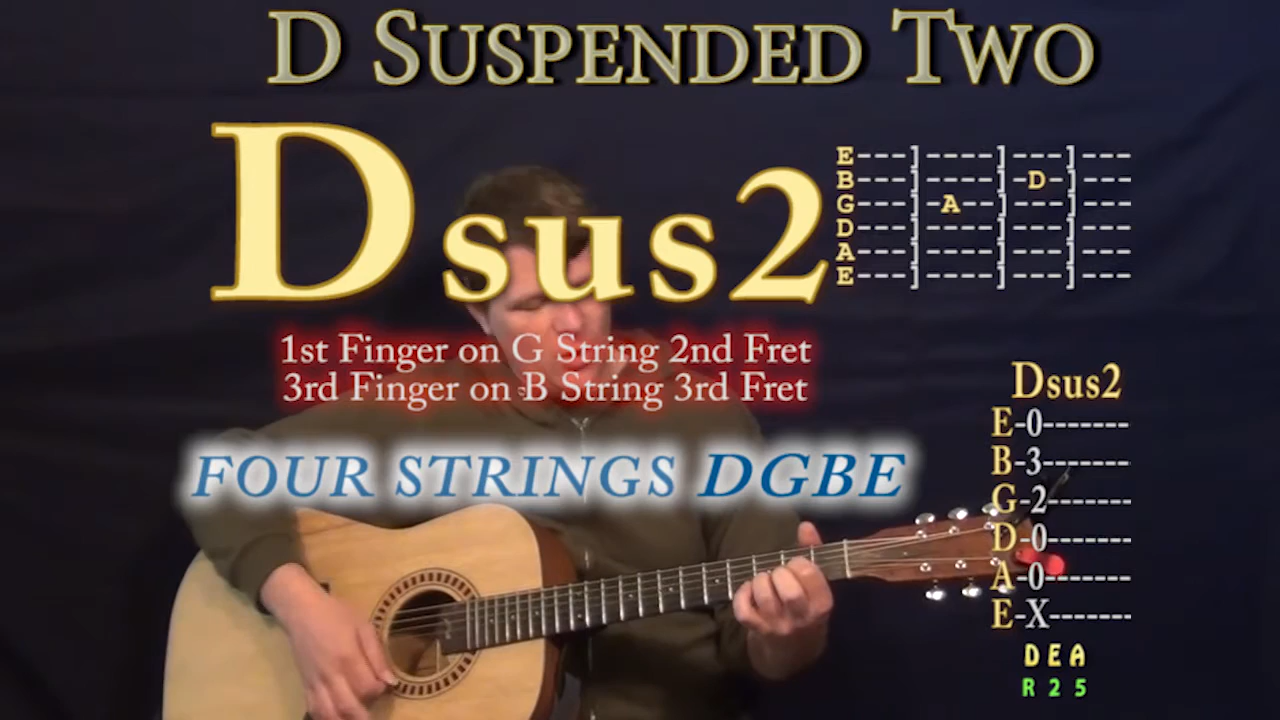 D SUSPENDED TWO
Dsus2
E---]----]---]---
B---]----]-D-]---
G---]-A--]---]---
D---]----]---]---
A---]----]---]---
E---]----]---]---
1st Finger on G String 2nd Fret
3rd Finger on B String 3rd Fret
FOUR STRINGS DGBE
Dsus2
E-0-------
B-3-------
G-2-------
D-0-------
A-0-------
E-X-------
D E A
R 2 5